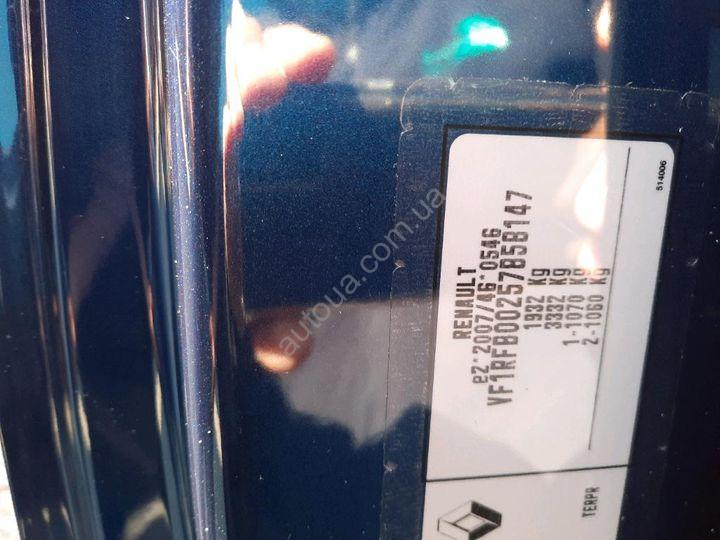 RENAULT
e2*2007/46*0546
VF1RFB00257858147
1932 Kg
3332 Kg
1-1070 Kg
2-1060 Kg
514006
TERPR
autoua.com.ua